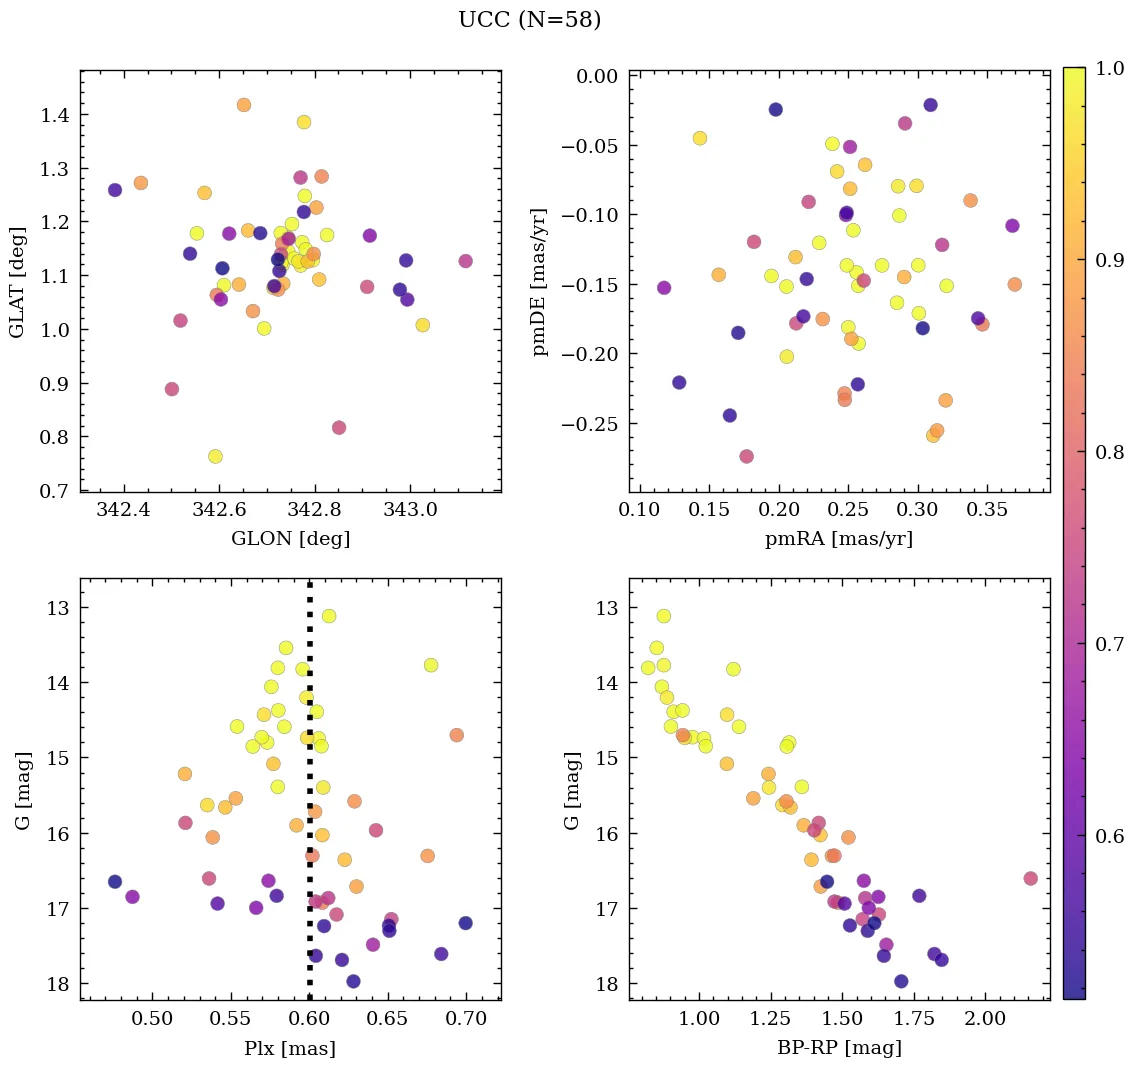 UCC (N=58)
1.4
1.3
1.2
1.1
1.0
0.9
0.8
0.7
GLAT [deg]
342.4 342.6 342.8 343.0
GLON [deg]
0.00
−0.05
−0.10
−0.15
−0.20
−0.25
pmDE [mas/yr]
0.10 0.15 0.20 0.25 0.30 0.35
pmRA [mas/yr]
1.0
0.9
0.8
0.7
0.6
13
14
15
16
17
18
G [mag]
0.50 0.55 0.60 0.65 0.70
Plx [mas]
13
14
15
16
17
18
G [mag]
1.00 1.25 1.50 1.75 2.00
BP-RP [mag]